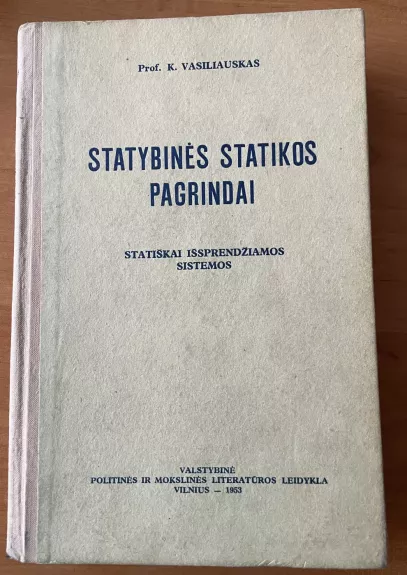 Prof. K. VASILIAUSKAS
STATYBINĖS STATIKOS
PAGRINDAI
STATIŠKAI IŠSPRENDŽIAMOS
SISTEMOS
VALSTYBINĖ
POLITINĖS IR MOKSLINĖS LITERATŪROS LEIDYKLA
VILNIUS — 1953